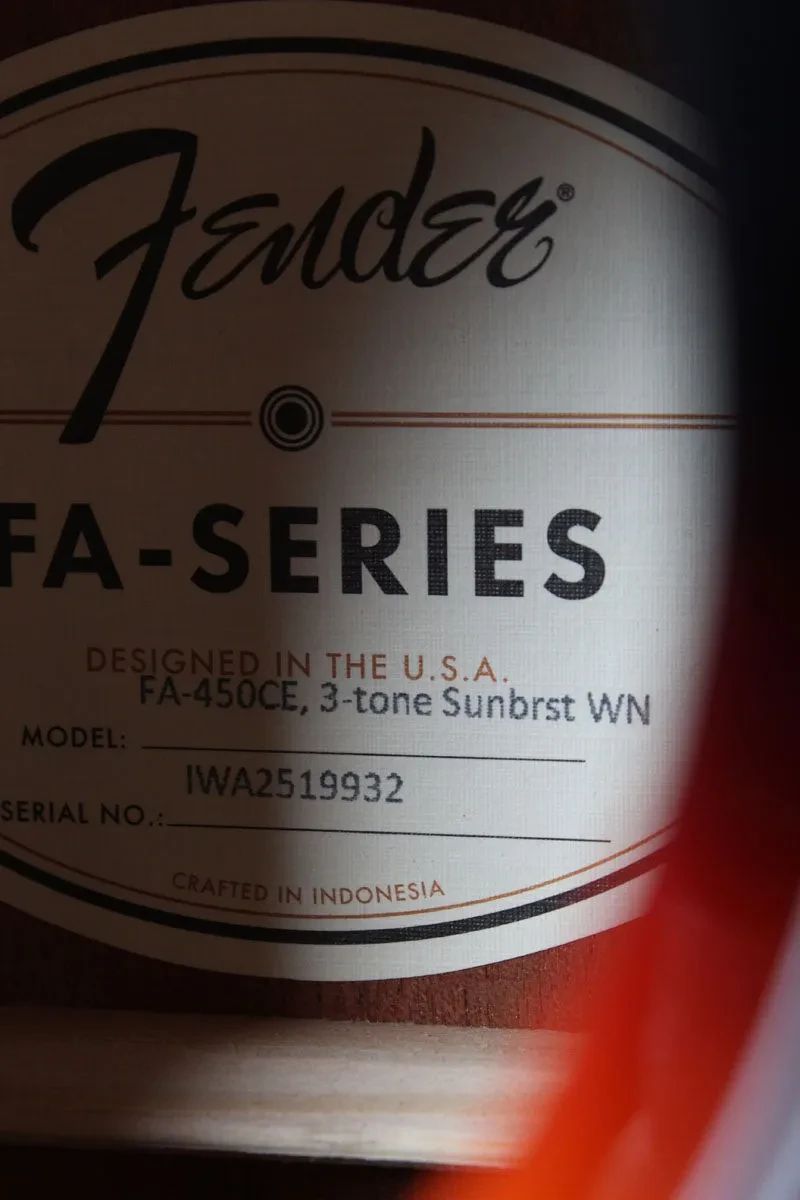 Fender®
FA-SERIES
DESIGNED IN THE U.S.A.
FA-450CE, 3-tone Sunbrst WN
MODEL:
IWA2519932
SERIAL NO.:
CRAFTED IN INDONESIA